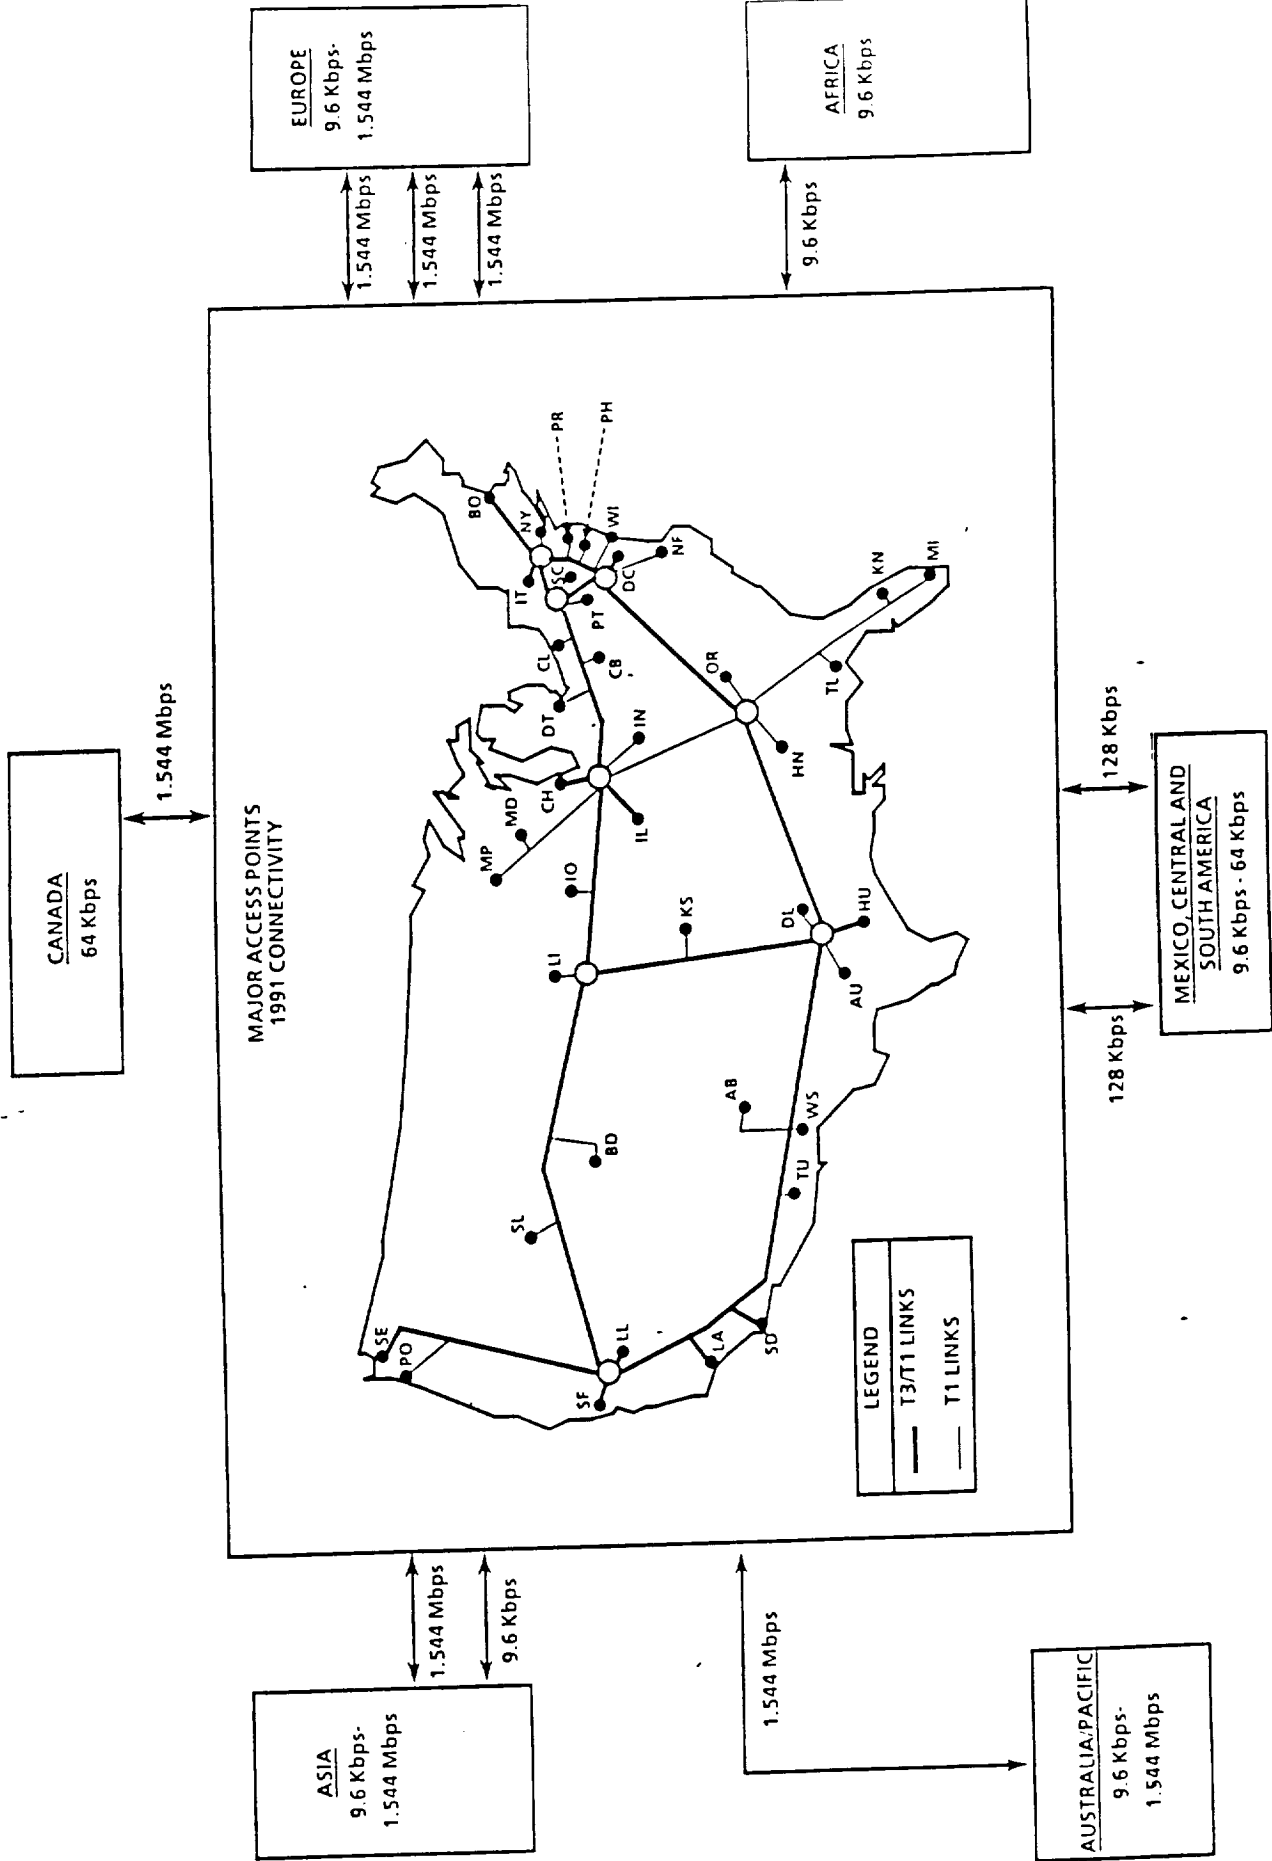 CANADA
64 Kbps
1.544 Mbps
ASIA
9.6 Kbps-
1.544 Mbps
1.544 Mbps
9.6 Kbps
EUROPE
9.6 Kbps-
1.544 Mbps
1.544 Mbps
1.544 Mbps
1.544 Mbps
MAJOR ACCESS POINTS
1991 CONNECTIVITY
SE
PO
SF
LL
LA
SD
SL
BD
TU
WS
AB
LI
KS
IO
MP
MD
CH
IL
IN
DL
AU
HU
HN
OR
TL
KN
MI
DT
CL
CB
PT
IT
SC
DC
NY
BO
PR
PH
WI
NF
LEGEND
T3/T1 LINKS
T1 LINKS
1.544 Mbps
AUSTRALIA/PACIFIC
9.6 Kbps-
1.544 Mbps
128 Kbps
128 Kbps
MEXICO, CENTRAL AND
SOUTH AMERICA
9.6 Kbps - 64 Kbps
9.6 Kbps
AFRICA
9.6 Kbps